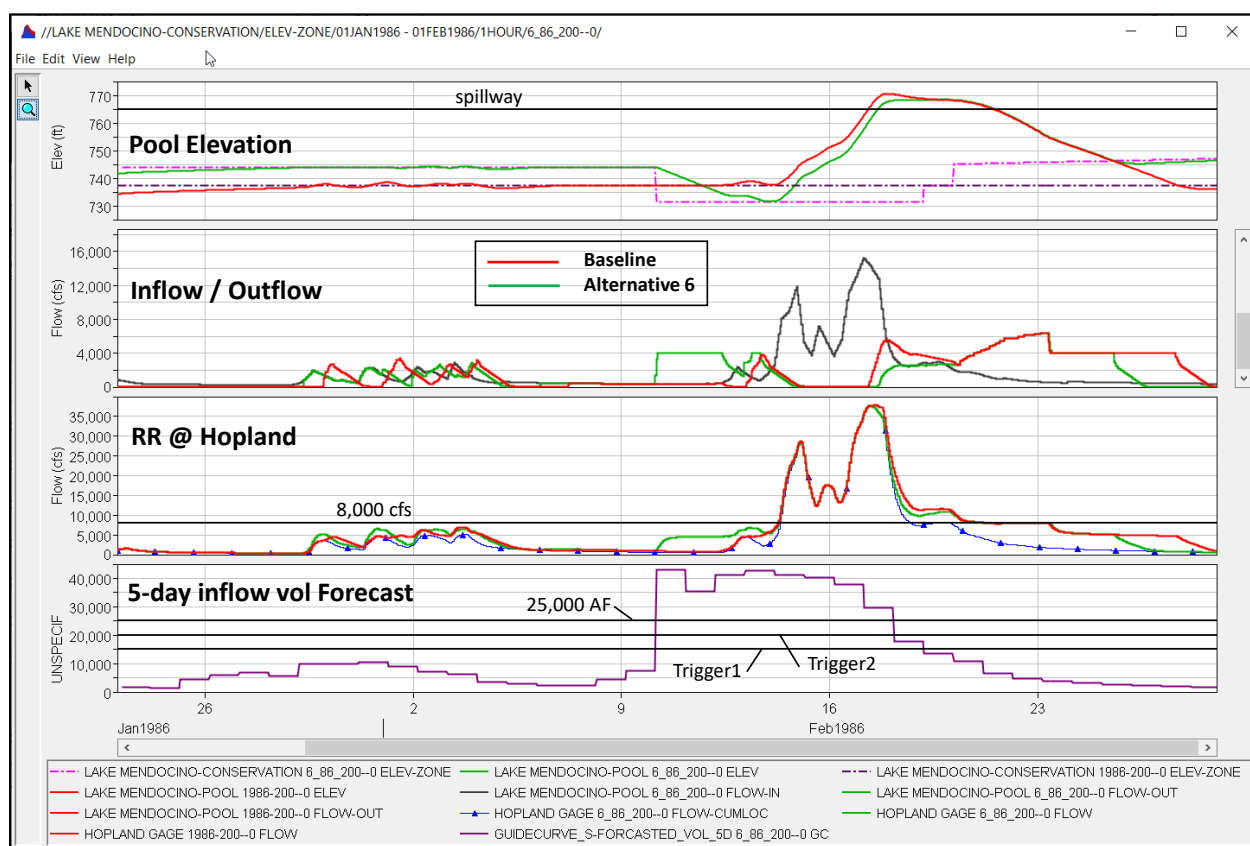 //LAKE MENDOCINO-CONSERVATION/ELEV-ZONE/01JAN1986 - 01FEB1986/1HOUR/6_86_200--0/
File Edit View Help
770
760
750
740
730
Elev (ft)
spillway
Pool Elevation
16,000
12,000
8,000
4,000
0
Flow (cfs)
Baseline
Alternative 6
Inflow / Outflow
35,000
30,000
25,000
20,000
15,000
10,000
5,000
0
Flow (cfs)
RR @ Hopland
8,000 cfs
40,000
30,000
20,000
10,000
0
UNSPECIF
5-day inflow vol Forecast
25,000 AF
Trigger1
Trigger2
26 2 9 16 23
Jan1986 Feb1986
LAKE MENDOCINO-CONSERVATION 6_86_200--0 ELEV-ZONE LAKE MENDOCINO-POOL 6_86_200--0 ELEV LAKE MENDOCINO-CONSERVATION 1986-200--0 ELEV-ZONE
LAKE MENDOCINO-POOL 1986-200--0 ELEV LAKE MENDOCINO-POOL 6_86_200--0 FLOW-IN LAKE MENDOCINO-POOL 6_86_200--0 FLOW-OUT
LAKE MENDOCINO-POOL 1986-200--0 FLOW-OUT HOPLAND GAGE 6_86_200--0 FLOW-CUMLOC HOPLAND GAGE 6_86_200--0 FLOW
HOPLAND GAGE 1986-200--0 FLOW GUIDECURVE_S-FORCASTED_VOL_5D 6_86_200--0 GC